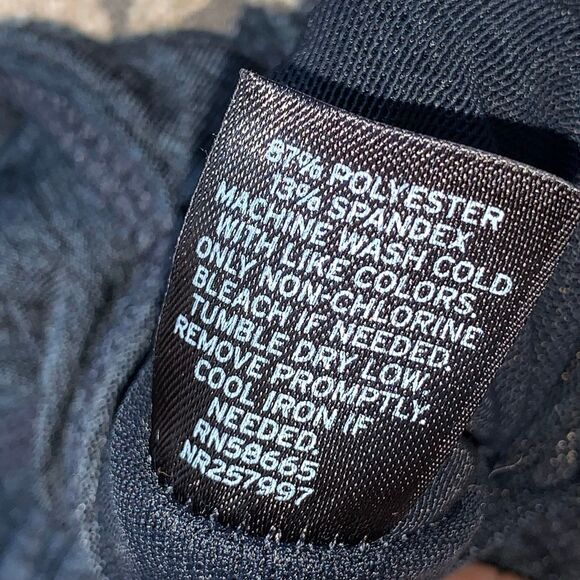 87% POLYESTER
13% SPANDEX
MACHINE WASH COLD
WITH LIKE COLORS.
ONLY NON-CHLORINE
BLEACH IF NEEDED.
TUMBLE DRY LOW.
REMOVE PROMPTLY.
COOL IRON IF
NEEDED.
RN58665
NR257997